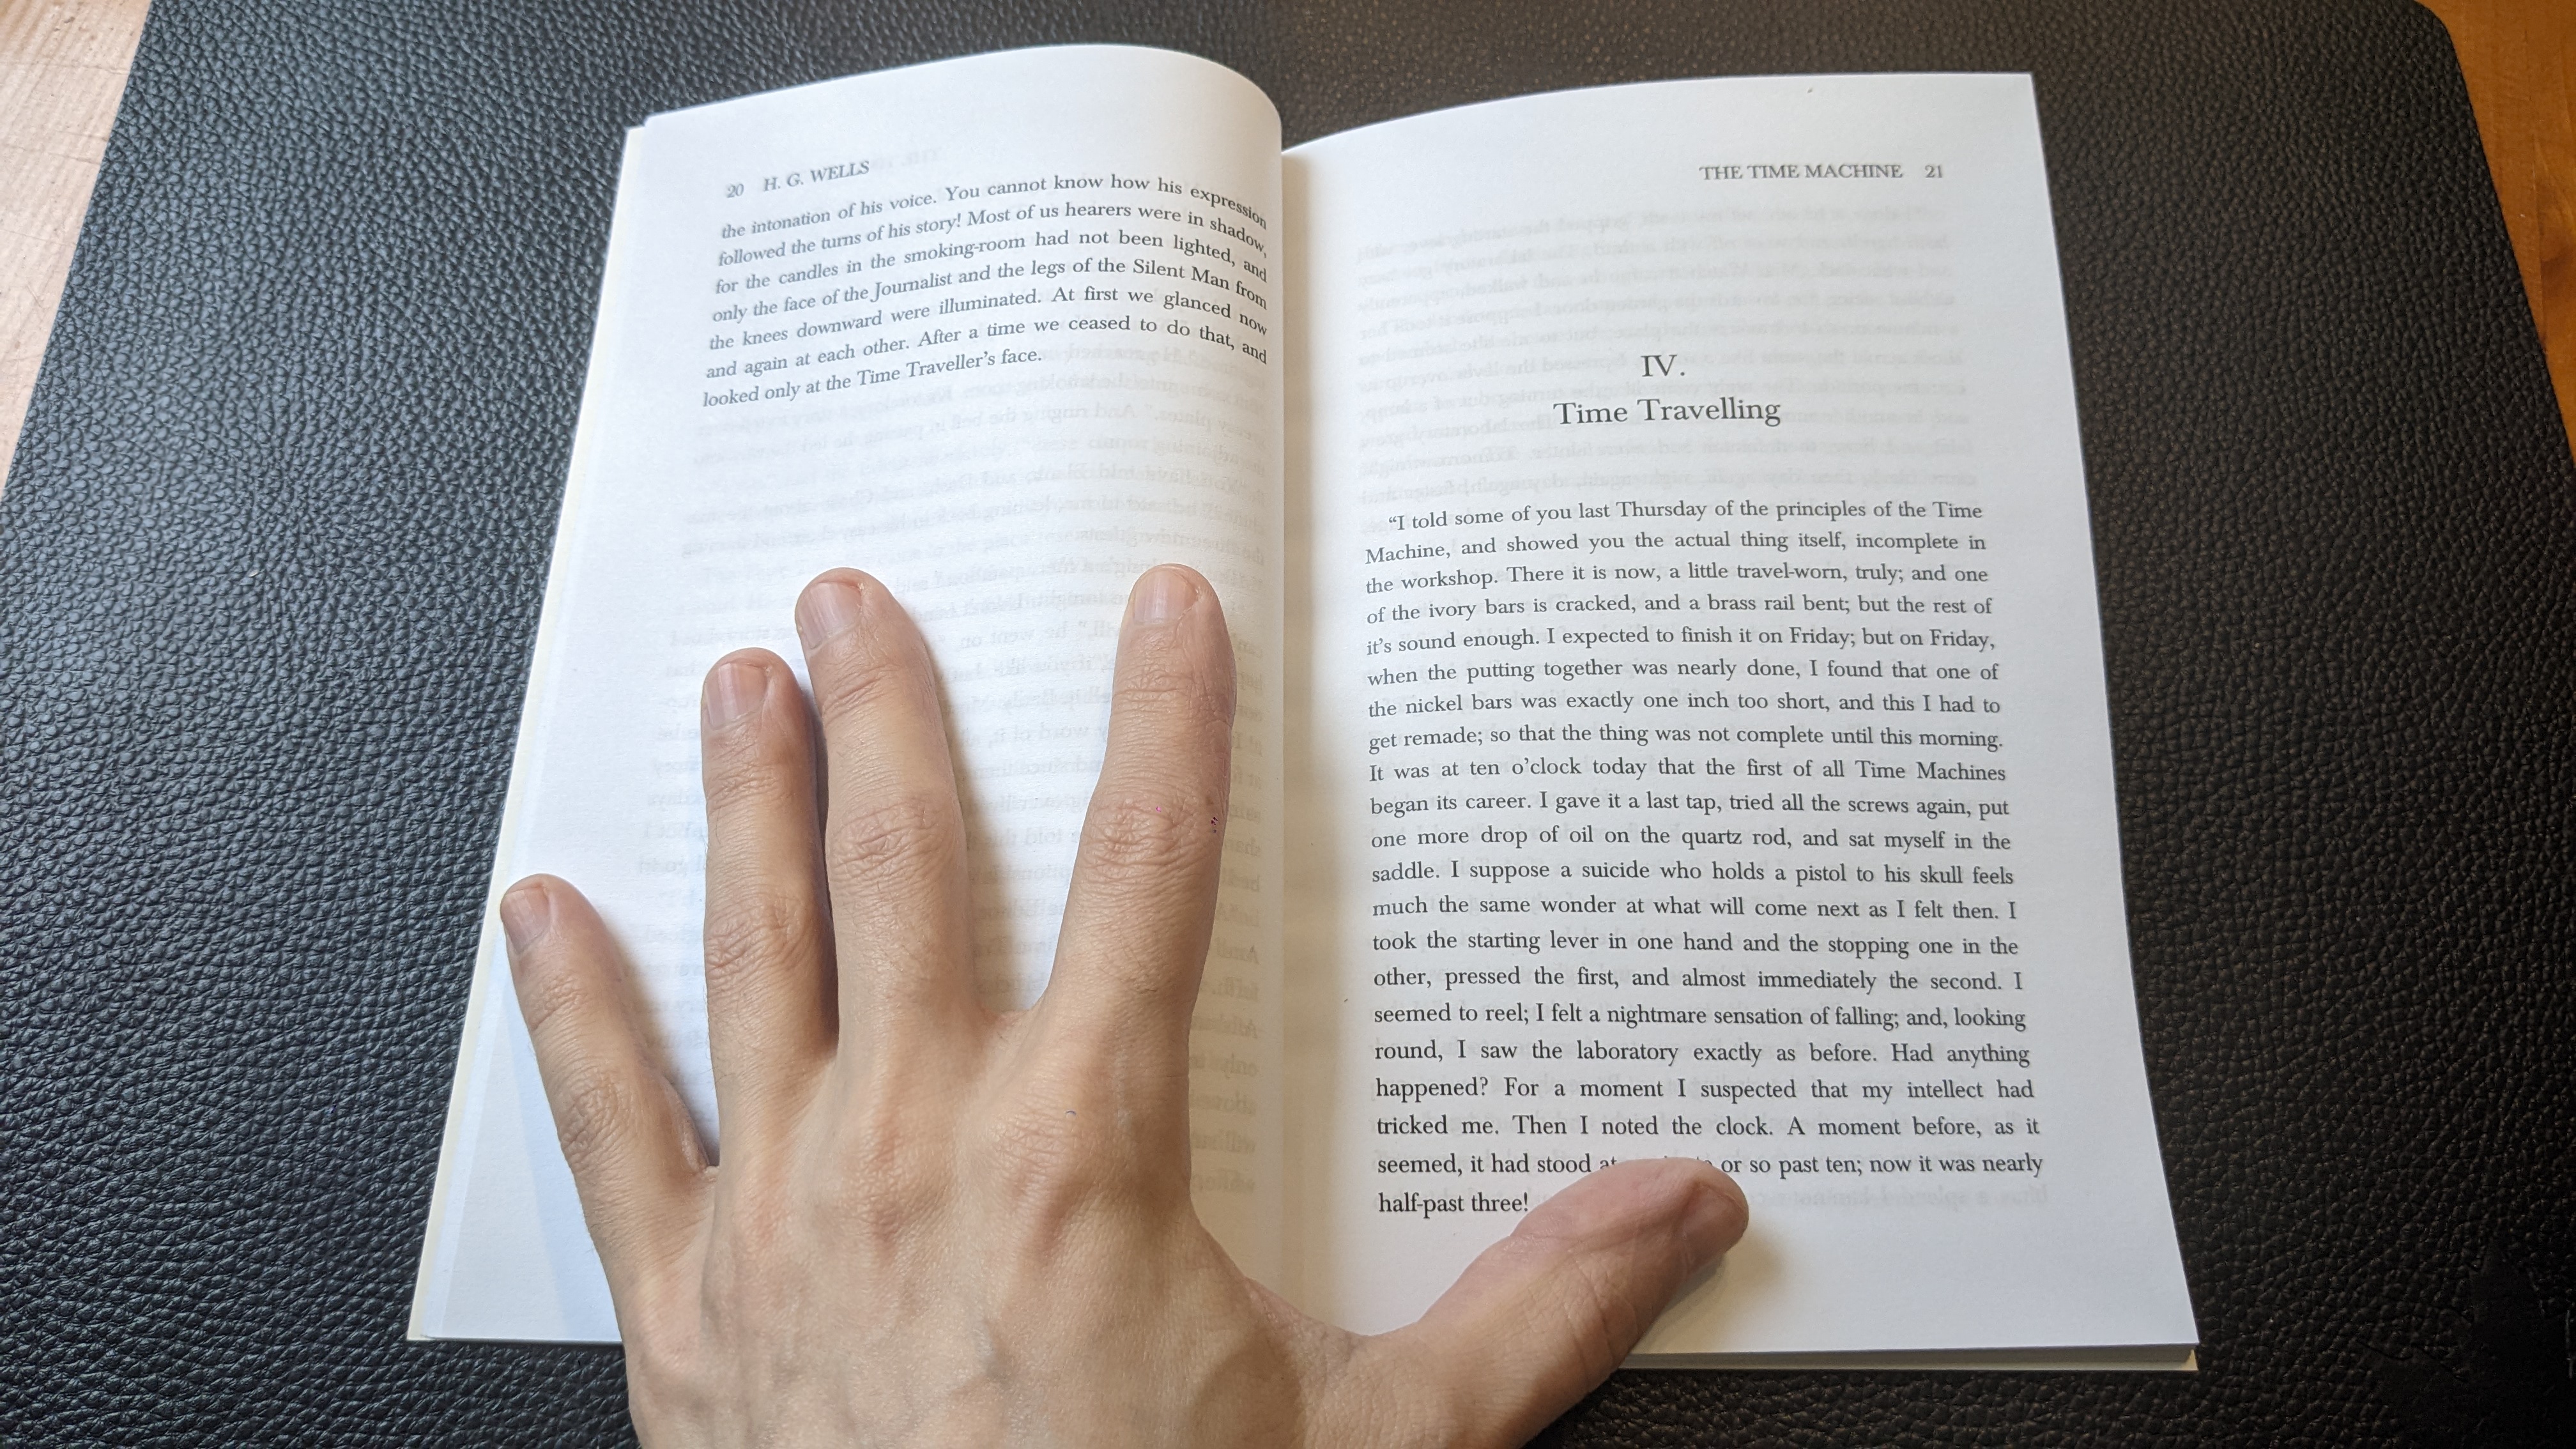 20 H. G. WELLS
the intonation of his voice. You cannot know how his expression
followed the turns of his story! Most of us hearers were in shadow,
for the candles in the smoking-room had not been lighted, and
only the face of the Journalist and the legs of the Silent Man from
the knees downward were illuminated. At first we glanced now
and again at each other. After a time we ceased to do that, and
looked only at the Time Traveller’s face.
THE TIME MACHINE 21
IV.
Time Travelling
“I told some of you last Thursday of the principles of the Time
Machine, and showed you the actual thing itself, incomplete in
the workshop. There it is now, a little travel-worn, truly; and one
of the ivory bars is cracked, and a brass rail bent; but the rest of
it’s sound enough. I expected to finish it on Friday; but on Friday,
when the putting together was nearly done, I found that one of
the nickel bars was exactly one inch too short, and this I had to
get remade; so that the thing was not complete until this morning.
It was at ten o’clock today that the first of all Time Machines
began its career. I gave it a last tap, tried all the screws again, put
one more drop of oil on the quartz rod, and sat myself in the
saddle. I suppose a suicide who holds a pistol to his skull feels
much the same wonder at what will come next as I felt then. I
took the starting lever in one hand and the stopping one in the
other, pressed the first, and almost immediately the second. I
seemed to reel; I felt a nightmare sensation of falling; and, looking
round, I saw the laboratory exactly as before. Had anything
happened? For a moment I suspected that my intellect had
tricked me. Then I noted the clock. A moment before, as it
seemed, it had stood at or so past ten; now it was nearly
half-past three!